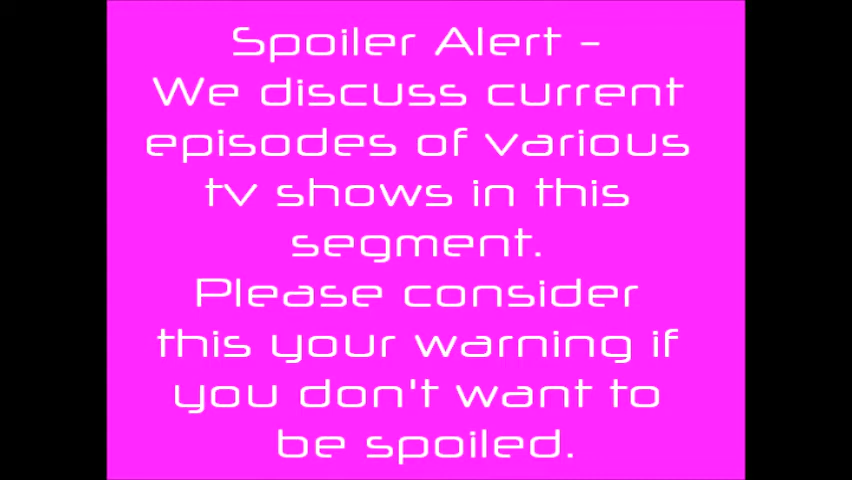 Spoiler Alert -
We discuss current
episodes of various
tv shows in this
segment.
Please consider
this your warning if
you don't want to
be spoiled.